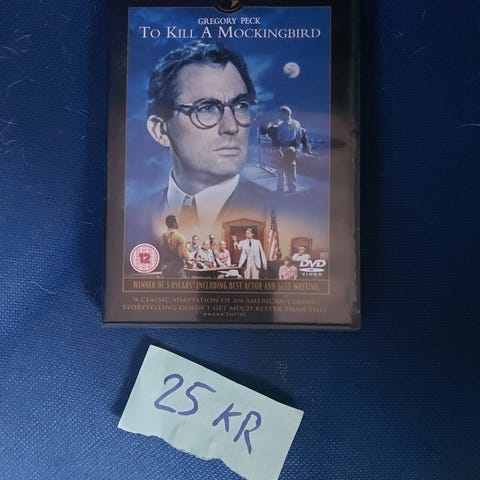 GREGORY PECK
TO KILL A MOCKINGBIRD
12
DVD
VIDEO
WINNER OF 3 OSCARS INCLUDING BEST ACTOR AND BEST WRITING
'A CLASSIC ADAPTATION OF AN AMERICAN CLASSIC
STORYTELLING DOESN'T GET MUCH BETTER THAN THIS'
★★★★★ EMPIRE
25 KR